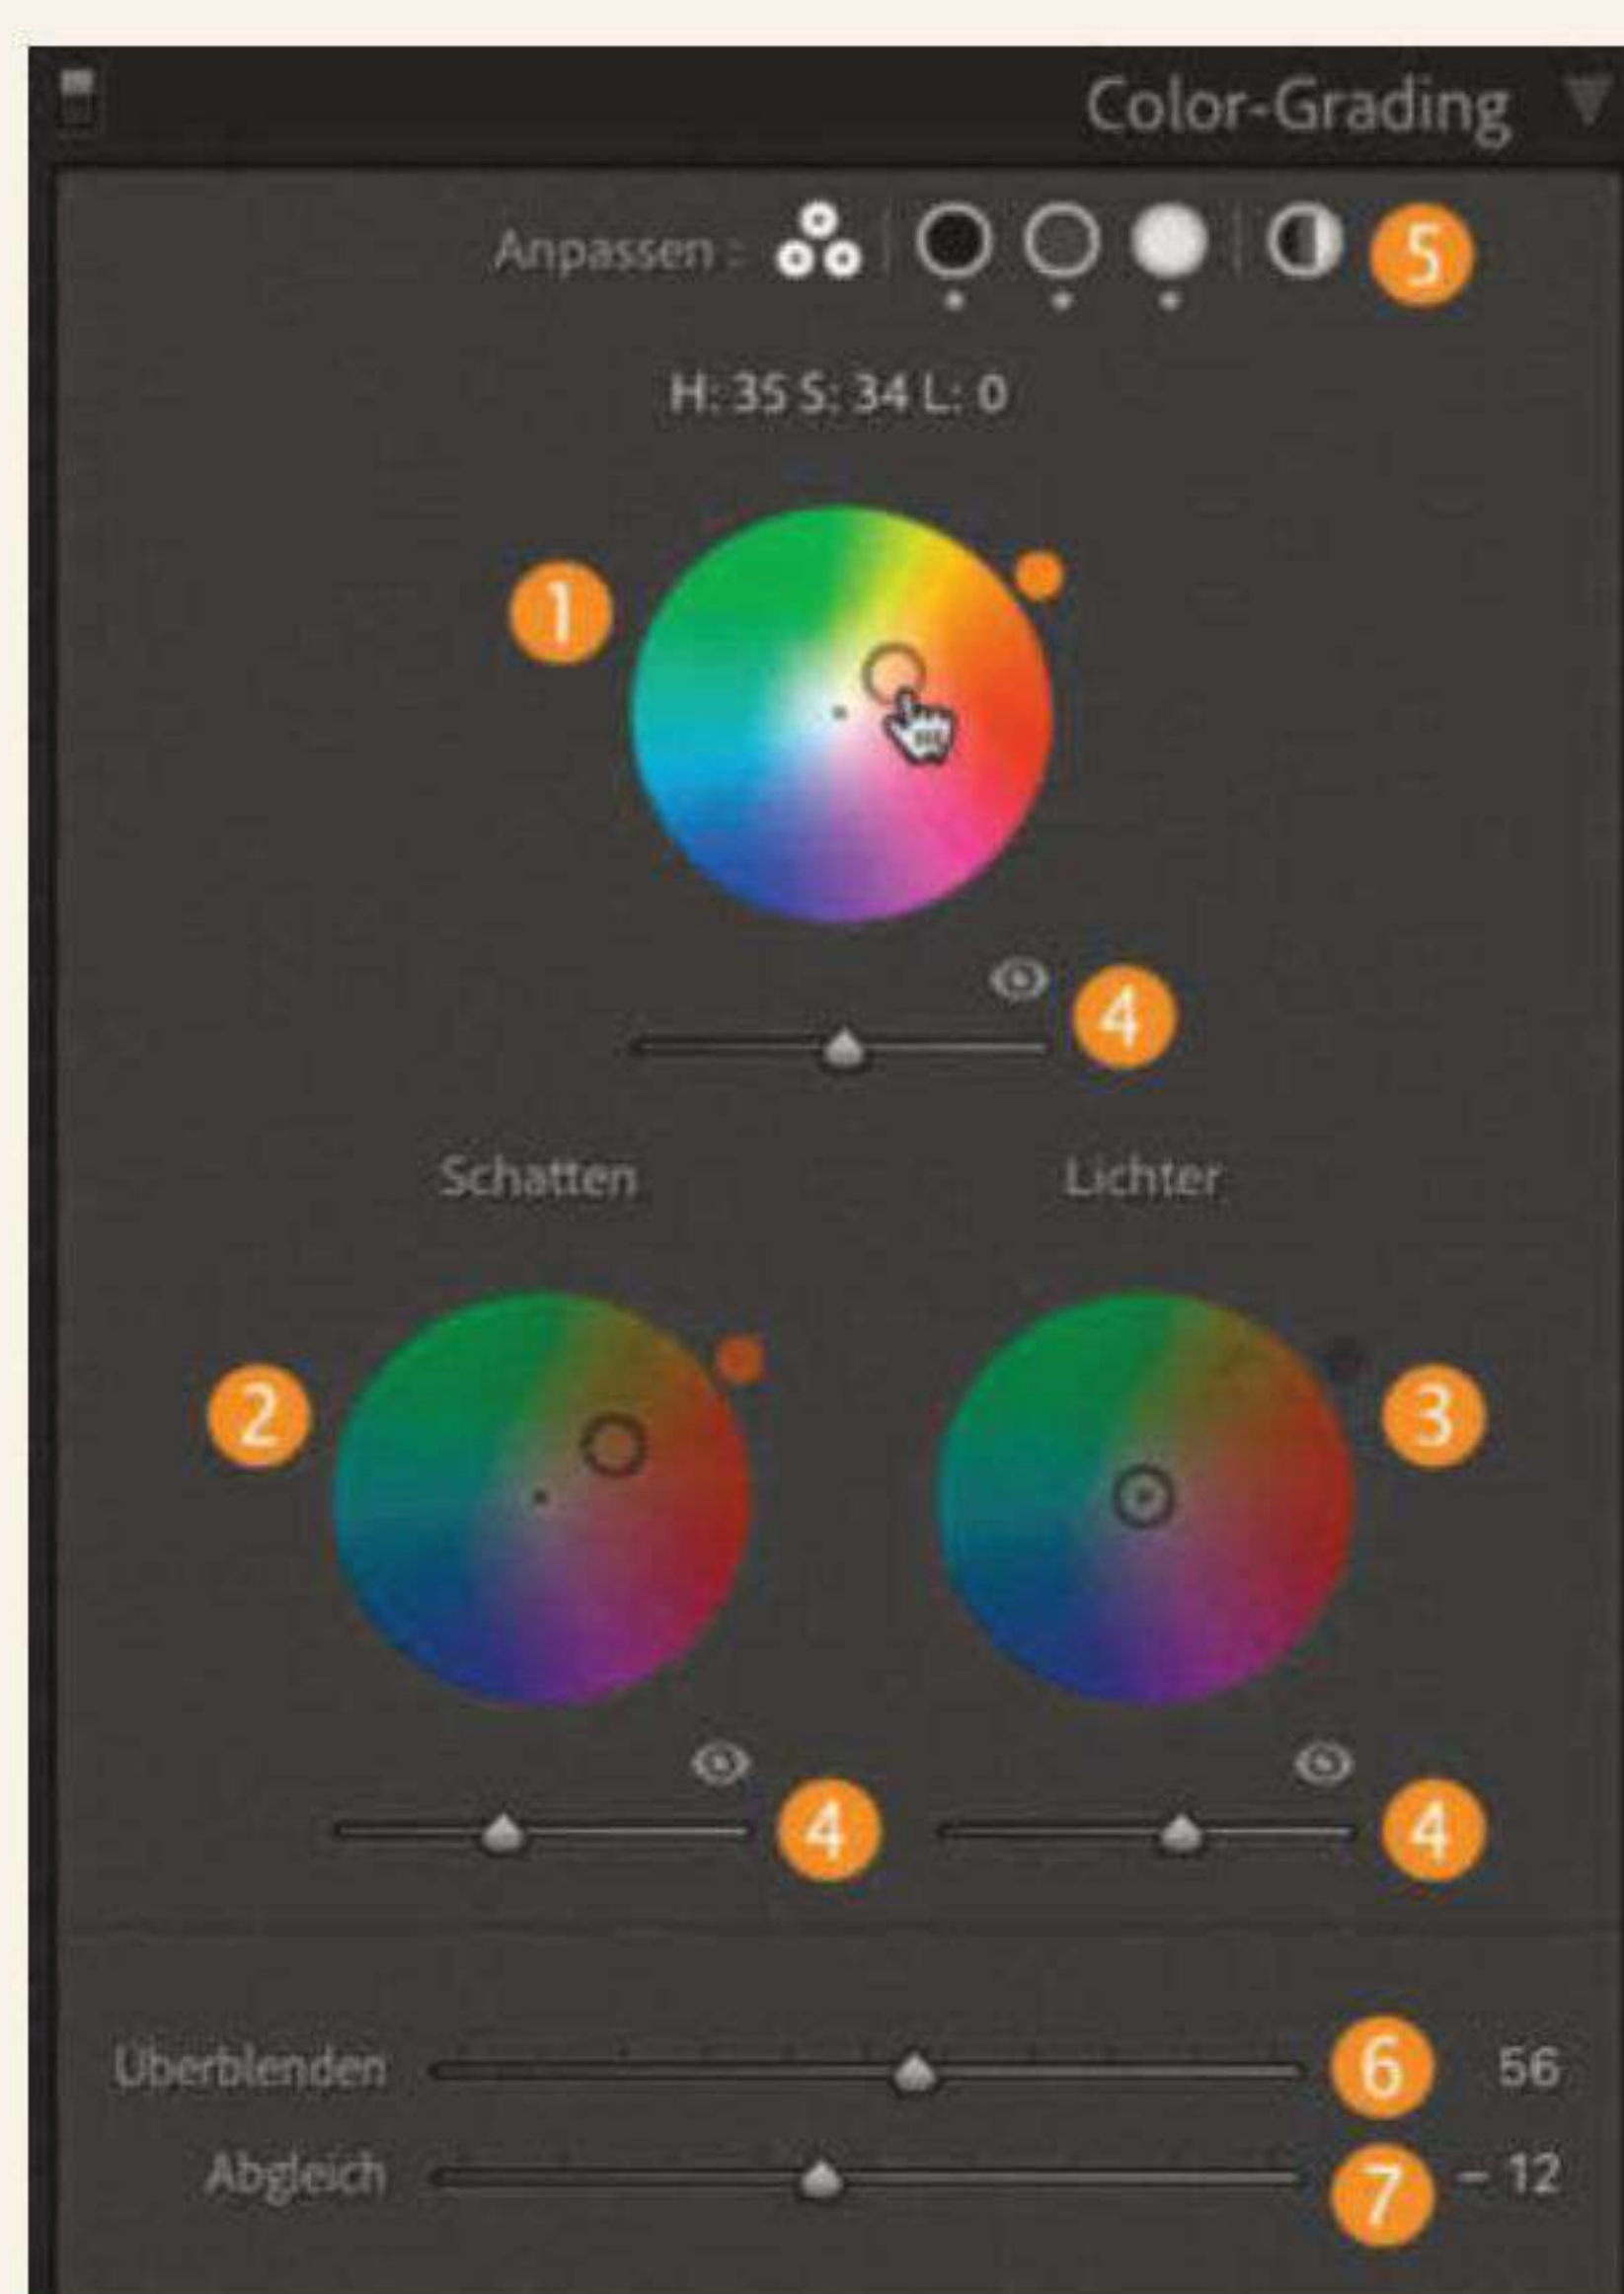 Color-Grading
Anpassen : 5
H: 35 S: 34 L: 0
1
4
Schatten Lichter
2 3
4 4
Überblenden 6 56
Abgleich 7 – 12